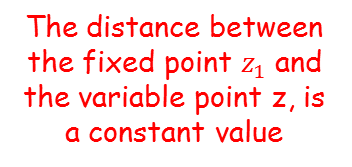 The distance between
the fixed point z₁ and
the variable point z, is
a constant value